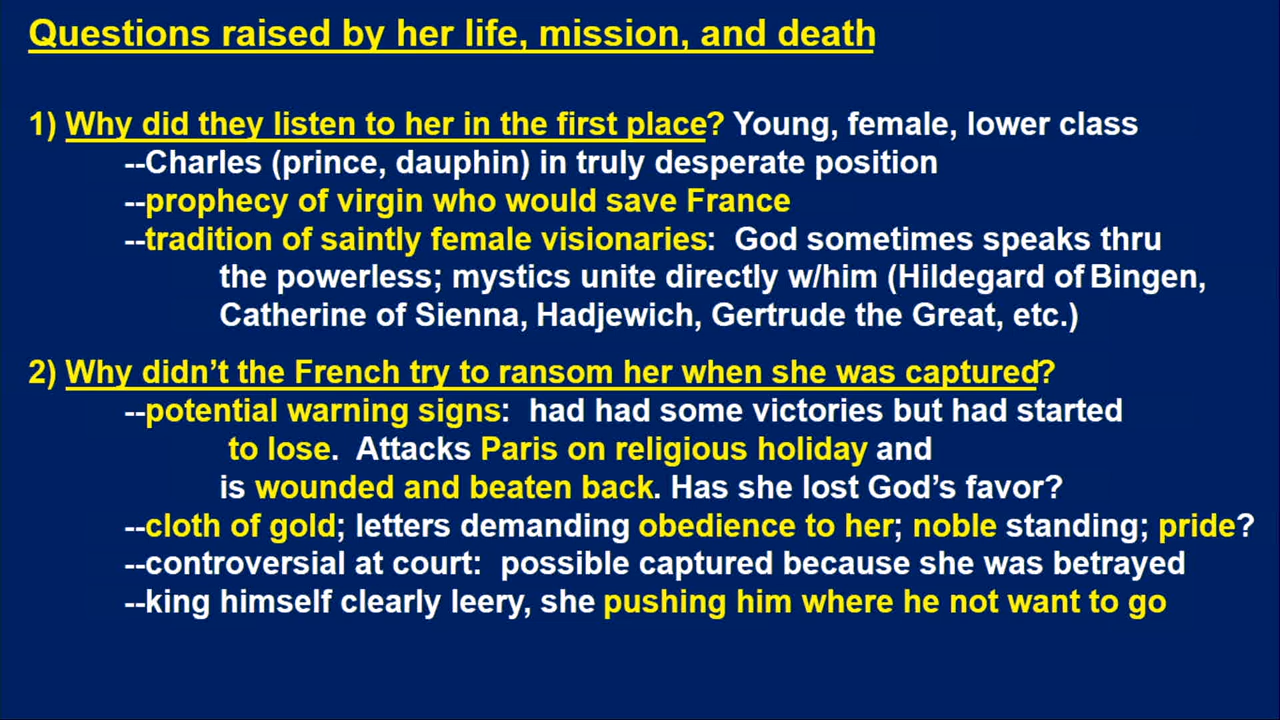 Questions raised by her life, mission, and death
1) Why did they listen to her in the first place? Young, female, lower class
--Charles (prince, dauphin) in truly desperate position
--prophecy of virgin who would save France
--tradition of saintly female visionaries: God sometimes speaks thru
the powerless; mystics unite directly w/him (Hildegard of Bingen,
Catherine of Sienna, Hadjewich, Gertrude the Great, etc.)
2) Why didn’t the French try to ransom her when she was captured?
--potential warning signs: had had some victories but had started
to lose. Attacks Paris on religious holiday and
is wounded and beaten back. Has she lost God’s favor?
--cloth of gold; letters demanding obedience to her; noble standing; pride?
--controversial at court: possible captured because she was betrayed
--king himself clearly leery, she pushing him where he not want to go